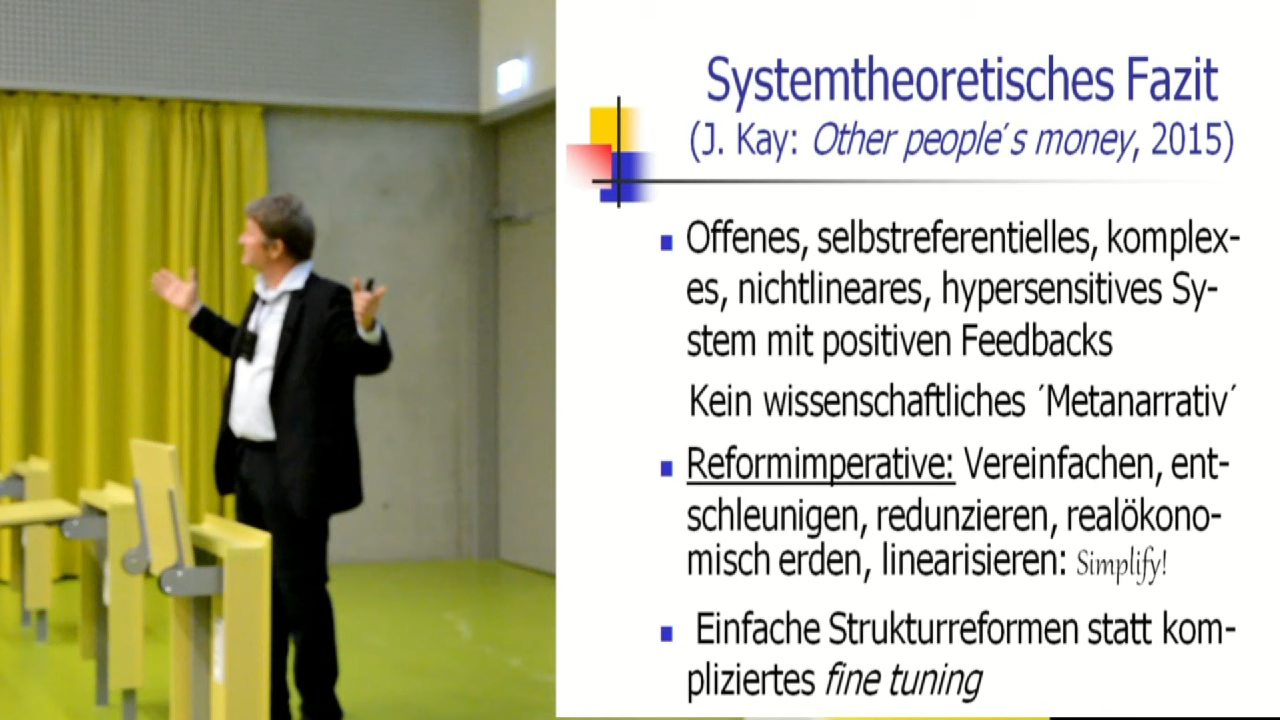 Systemtheoretisches Fazit
(J. Kay: Other people´s money, 2015)
Offenes, selbstreferentielles, komplex-
es, nichtlineares, hypersensitives Sy-
stem mit positiven Feedbacks
Kein wissenschaftliches ´Metanarrativ´
Reformimperative: Vereinfachen, ent-
schleunigen, redunzieren, realökono-
misch erden, linearisieren: Simplify!
Einfache Strukturreformen statt kom-
pliziertes fine tuning